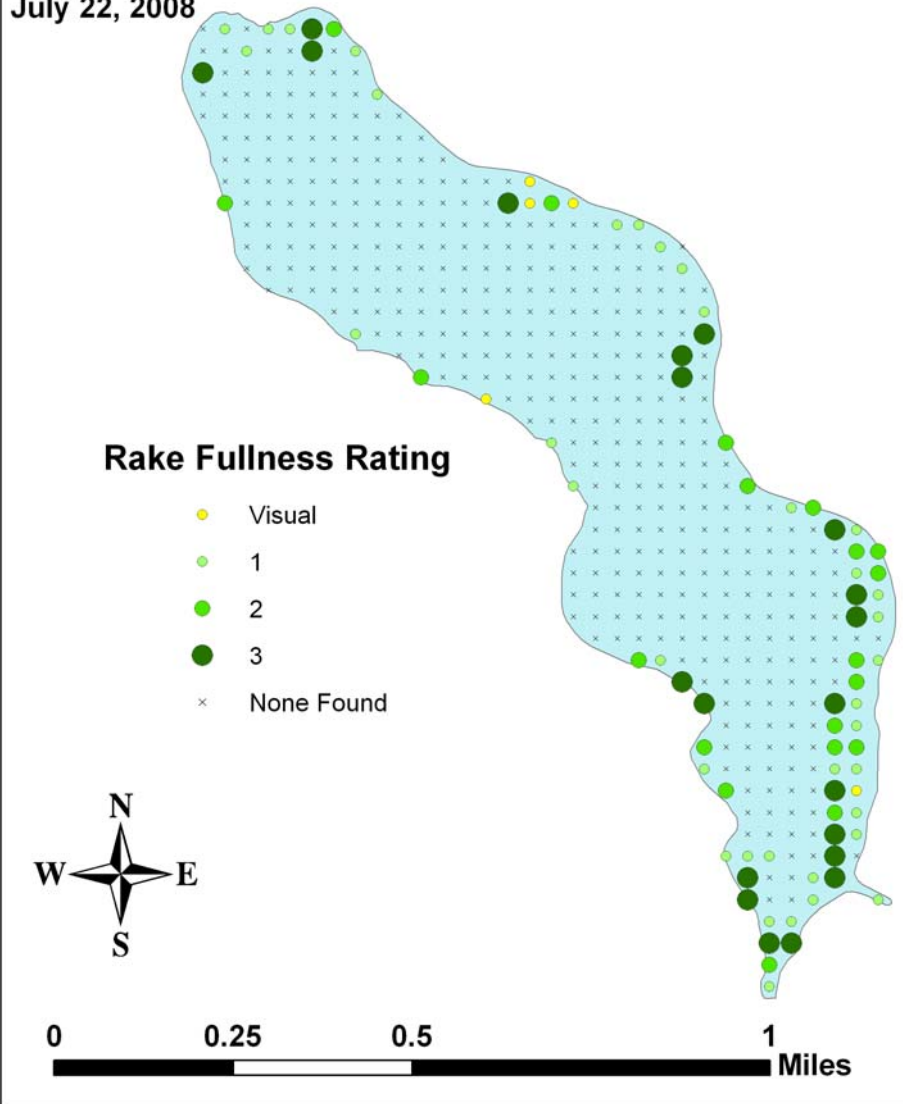 July 22, 2008
Rake Fullness Rating
Visual
1
2
3
None Found
N
W E
S
0 0.25 0.5 1
Miles